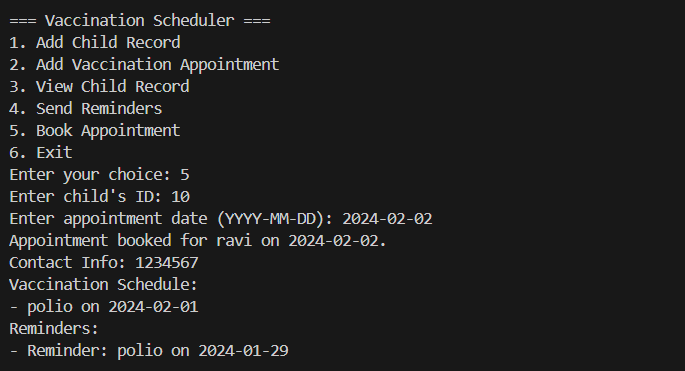 === Vaccination Scheduler ===
1. Add Child Record
2. Add Vaccination Appointment
3. View Child Record
4. Send Reminders
5. Book Appointment
6. Exit
Enter your choice: 5
Enter child's ID: 10
Enter appointment date (YYYY-MM-DD): 2024-02-02
Appointment booked for ravi on 2024-02-02.
Contact Info: 1234567
Vaccination Schedule:
- polio on 2024-02-01
Reminders:
- Reminder: polio on 2024-01-29